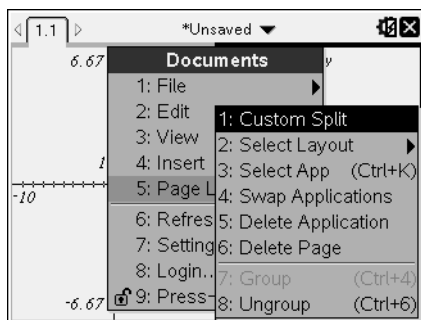 1.1 *Unsaved
6.67 Documents y
1: File
2: Edit
1: Custom Split
3: View
2: Select Layout
1 4: Insert
3: Select App (Ctrl+K)
-10 5: Page
4: Swap Applications
6:
5: Delete Application
7:
6: Delete Page
8: Login..
7: Group (Ctrl+4)
-6.67 9: Press-
8: Ungroup (Ctrl+6)